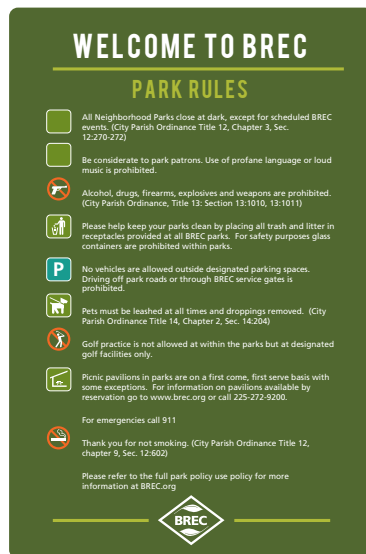 WELCOME TO BREC
PARK RULES
All Neighborhood Parks close at dark, except for scheduled BREC
events. (City Parish Ordinance Title 12, Chapter 3, Sec.
12:270-272)
Be considerate to park patrons. Use of profane language or loud
music is prohibited.
Alcohol, drugs, firearms, explosives and weapons are prohibited.
(City Parish Ordinance, Title 13: Section 13:1010, 13:1011)
Please help keep your parks clean by placing all trash and litter in
receptacles provided at all BREC parks. For safety purposes glass
containers are prohibited within parks.
P
No vehicles are allowed outside designated parking spaces.
Driving off park roads or through BREC service gates is
prohibited.
Pets must be leashed at all times and droppings removed. (City
Parish Ordinance Title 14, Chapter 2, Sec. 14:204)
Golf practice is not allowed at within the parks but at designated
golf facilities only.
Picnic pavilions in parks are on a first come, first serve basis with
some exceptions. For information on pavilions available by
reservation go to www.brec.org or call 225-272-9200.
For emergencies call 911
Thank you for not smoking. (City Parish Ordinance Title 12,
chapter 9, Sec. 12:602)
Please refer to the full park policy use policy for more
information at BREC.org
BREC